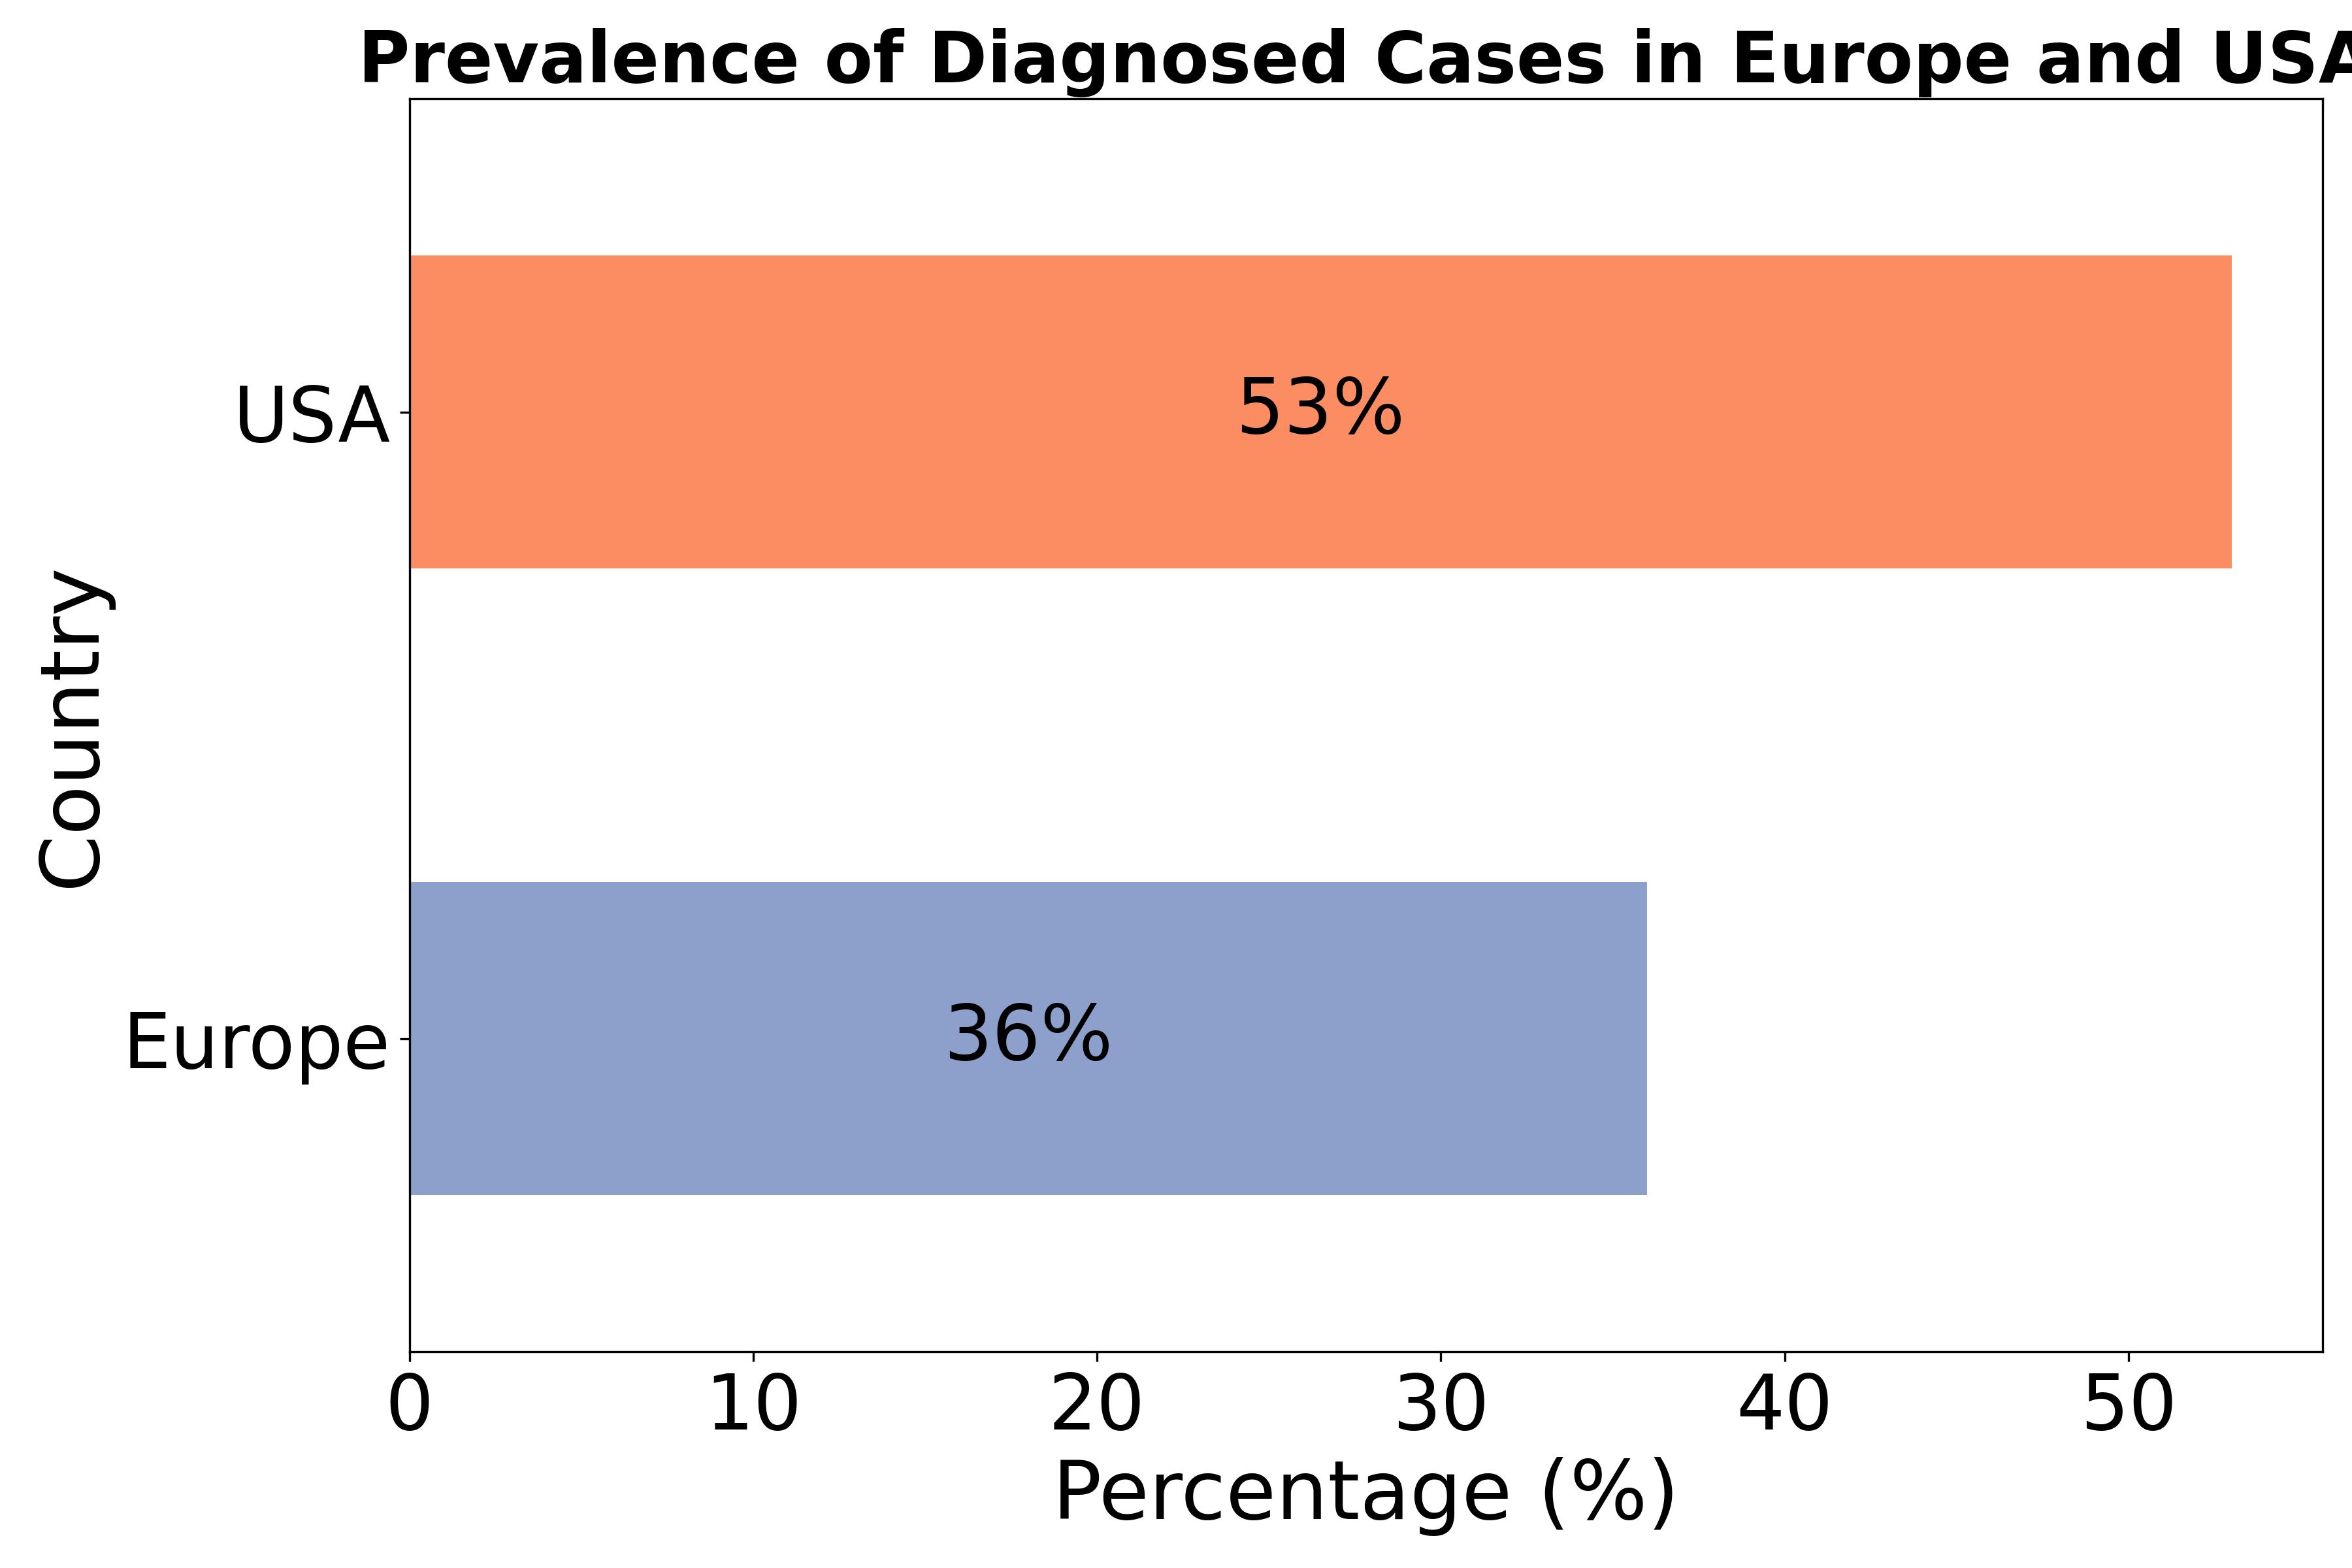 Prevalence of Diagnosed Cases in Europe and USA
USA
53%
Country
Europe
36%
0 10 20 30 40 50
Percentage (%)